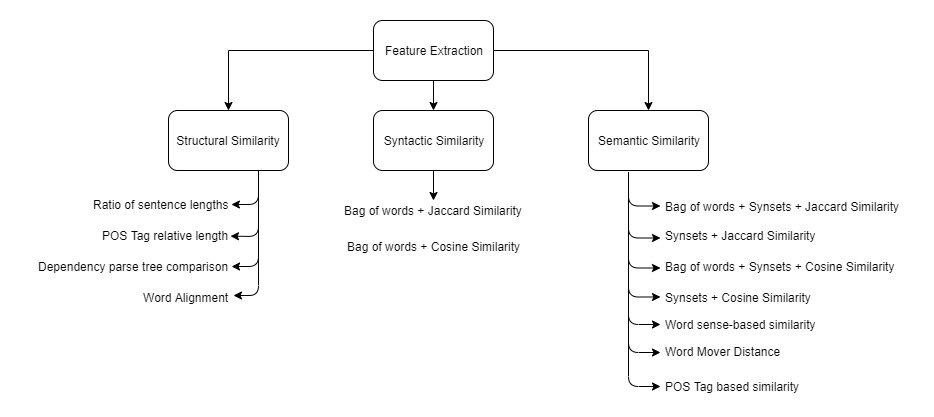 Feature Extraction
Structural Similarity
Syntactic Similarity
Semantic Similarity
Ratio of sentence lengths
POS Tag relative length
Dependency parse tree comparison
Word Alignment
Bag of words + Jaccard Similarity
Bag of words + Cosine Similarity
Bag of words + Synsets + Jaccard Similarity
Synsets + Jaccard Similarity
Bag of words + Synsets + Cosine Similarity
Synsets + Cosine Similarity
Word sense-based similarity
Word Mover Distance
POS Tag based similarity